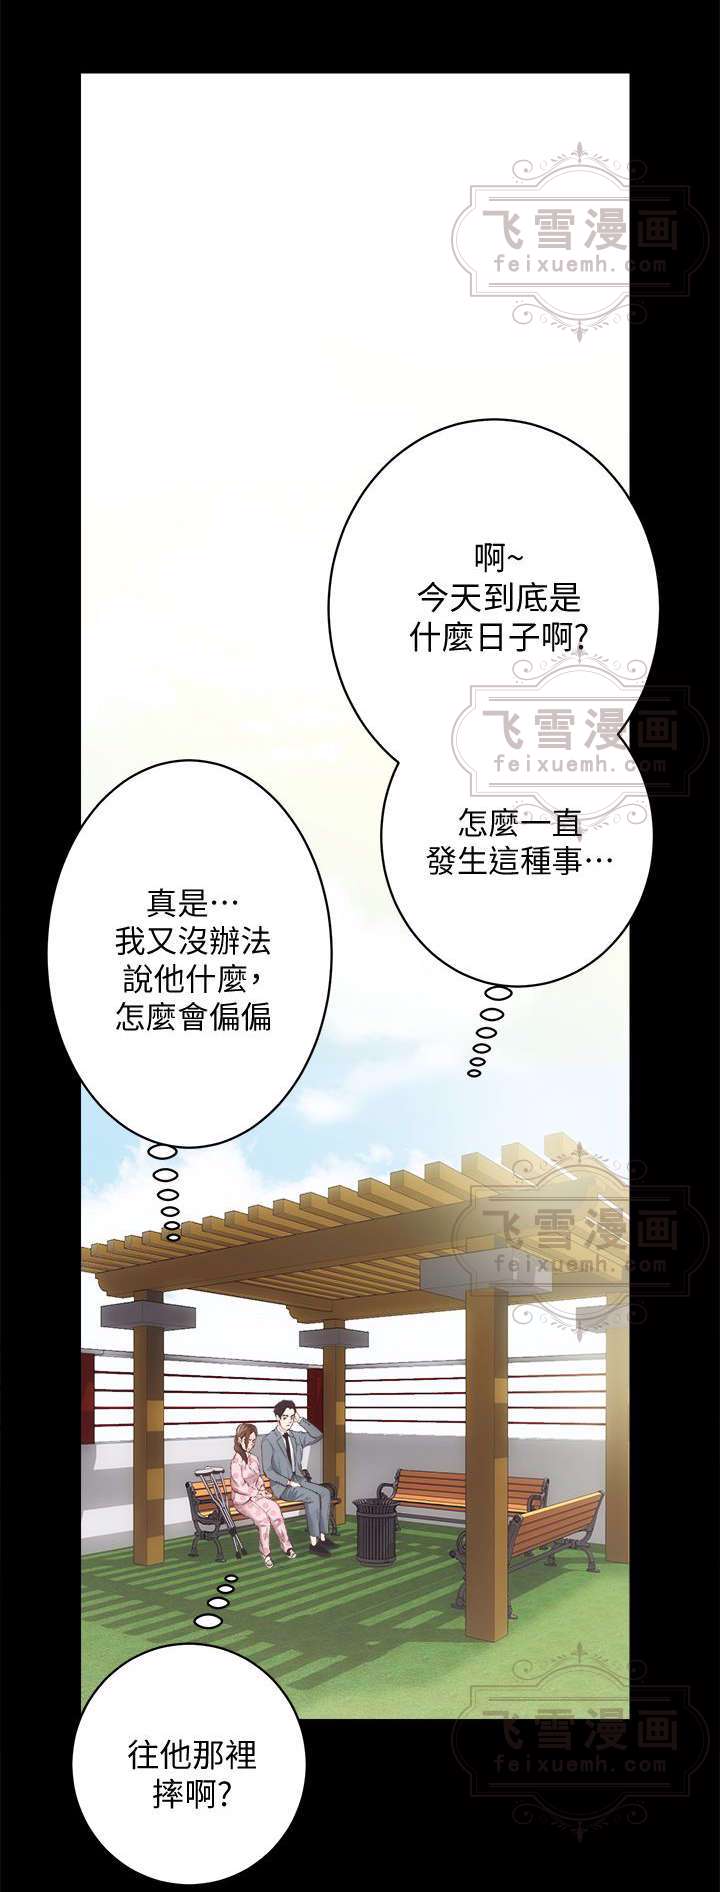 飞雪漫画
feixuemh.com
啊~
今天到底是
什麼日子啊?
飞雪漫画
feixuemh.com
怎麼一直
發生這種事…
真是…
我又沒辦法
說他什麼,
怎麼會偏偏
飞雪漫画
feixuemh.com
飞雪漫画
feixuemh.com
往他那裡
摔啊?